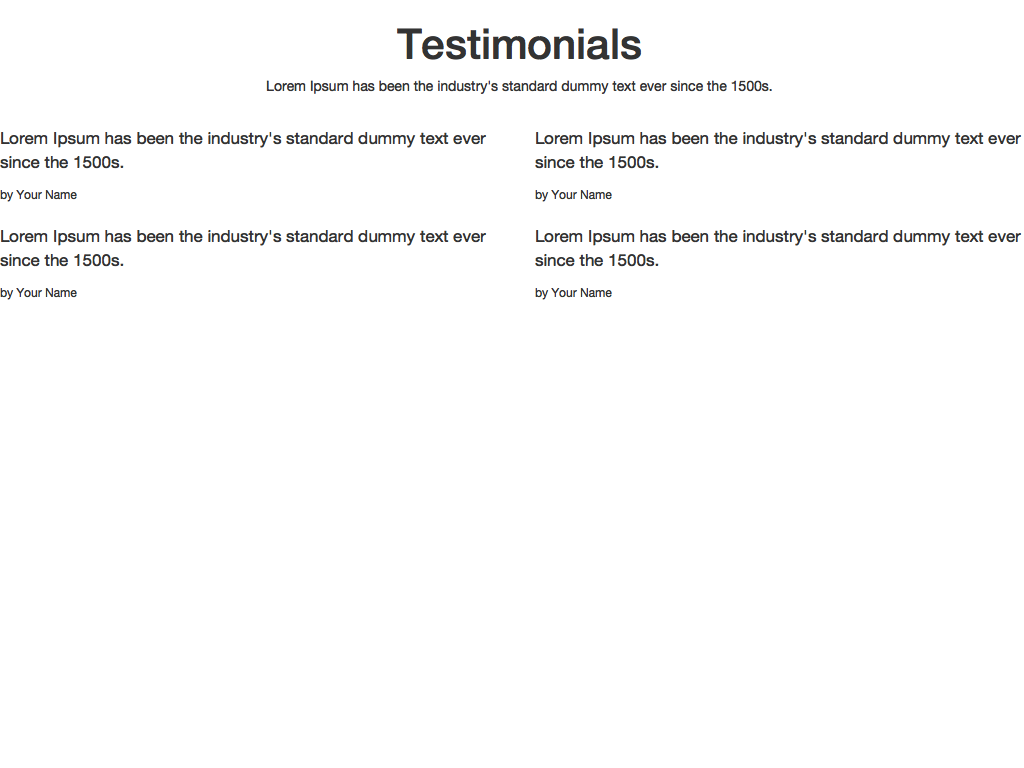 Testimonials
Lorem Ipsum has been the industry's standard dummy text ever since the 1500s.
Lorem Ipsum has been the industry's standard dummy text ever
since the 1500s.
by Your Name
Lorem Ipsum has been the industry's standard dummy text ever
since the 1500s.
by Your Name
Lorem Ipsum has been the industry's standard dummy text ever
since the 1500s.
by Your Name
Lorem Ipsum has been the industry's standard dummy text ever
since the 1500s.
by Your Name